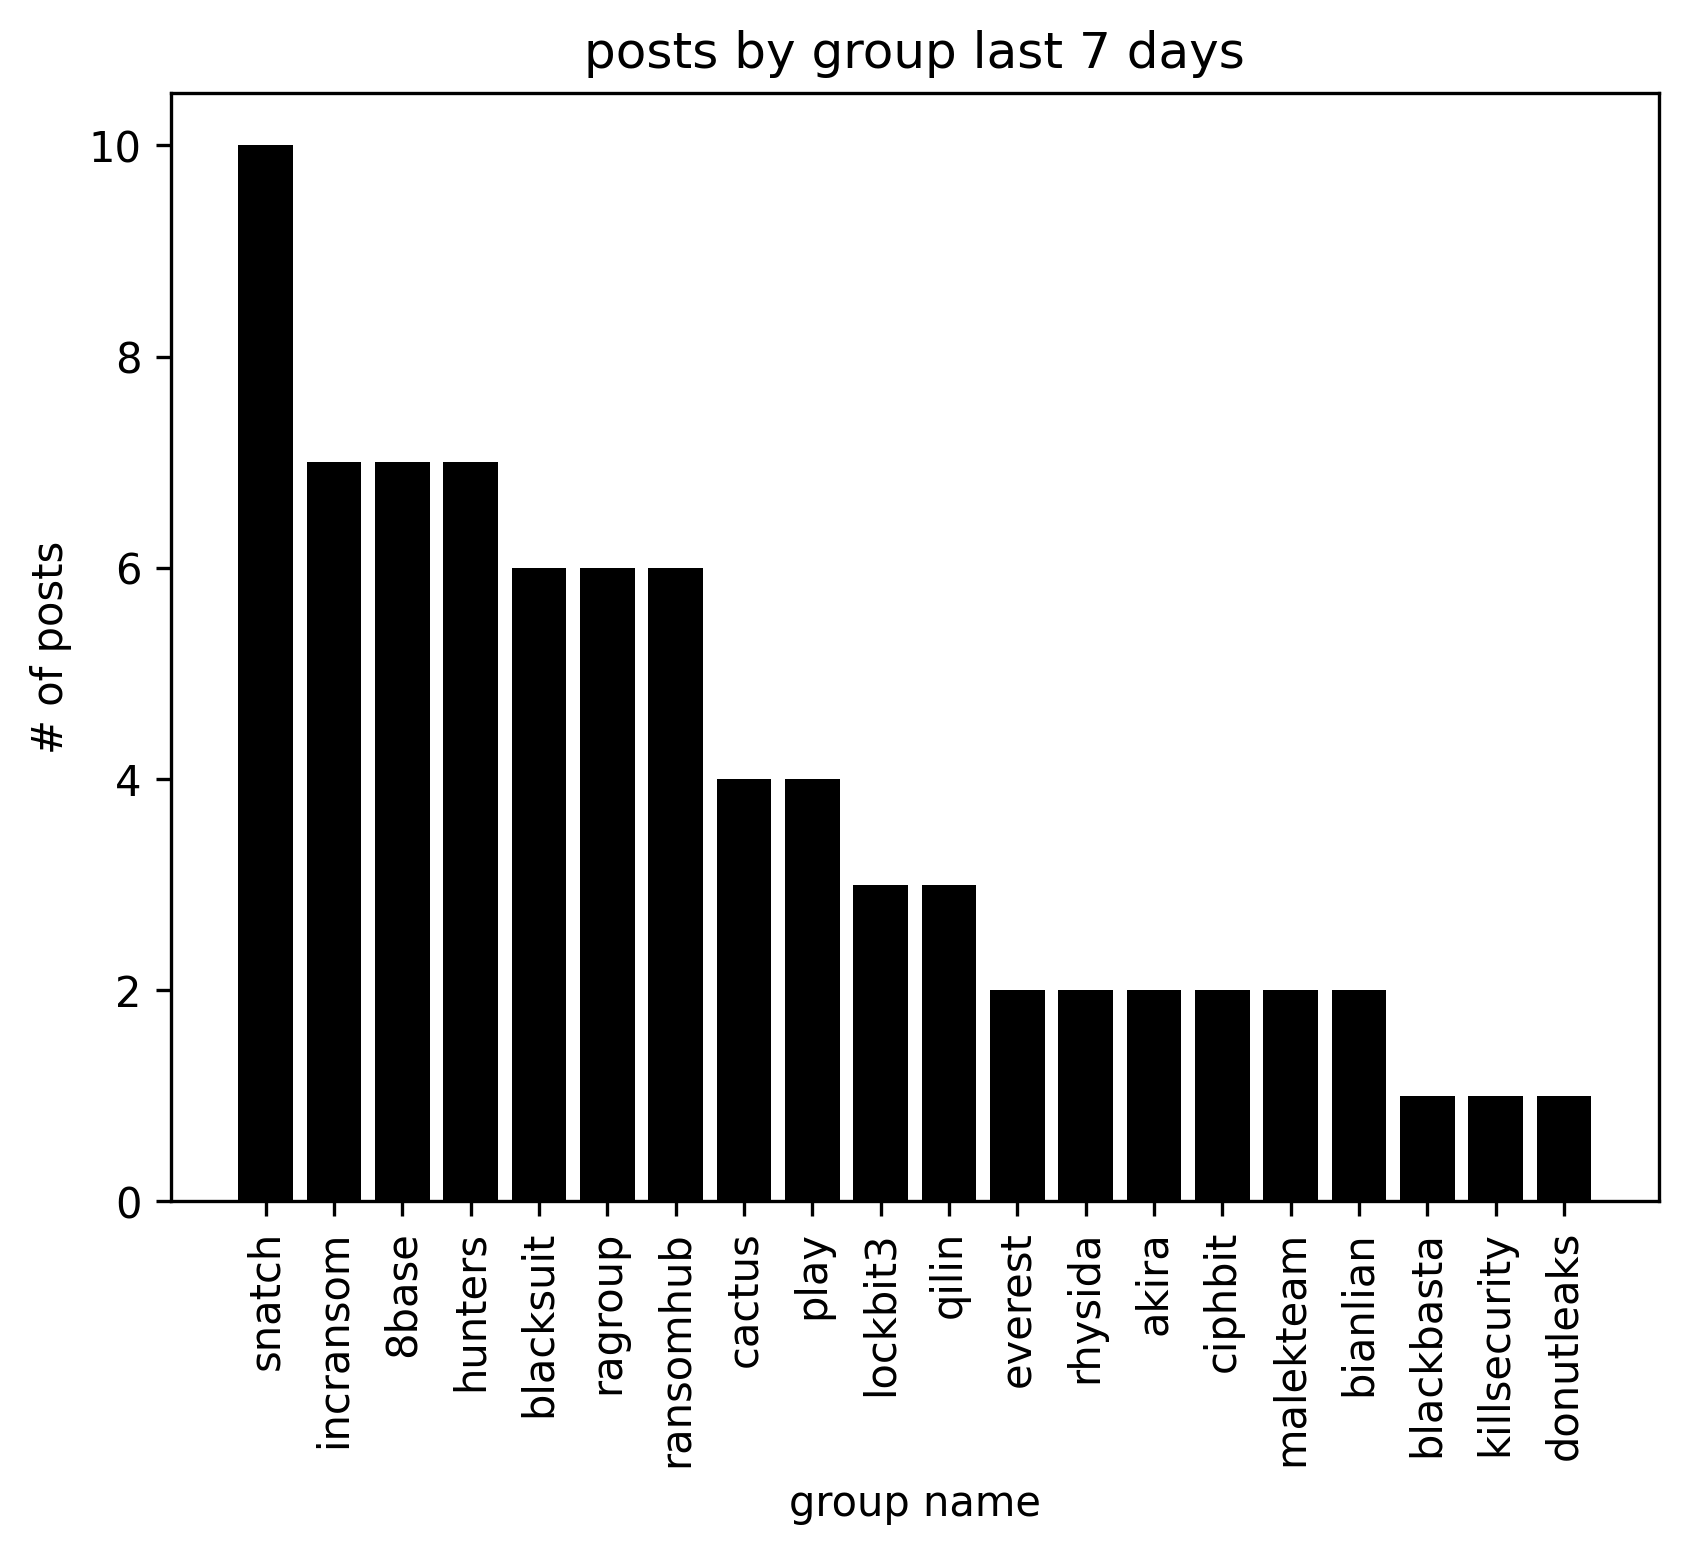 posts by group last 7 days
10
8
6
4
2
0
# of posts
snatch
incransom
8base
hunters
blacksuit
ragroup
ransomhub
cactus
play
lockbit3
qilin
everest
rhysida
akira
ciphbit
malekteam
bianlian
blackbasta
killsecurity
donutleaks
group name